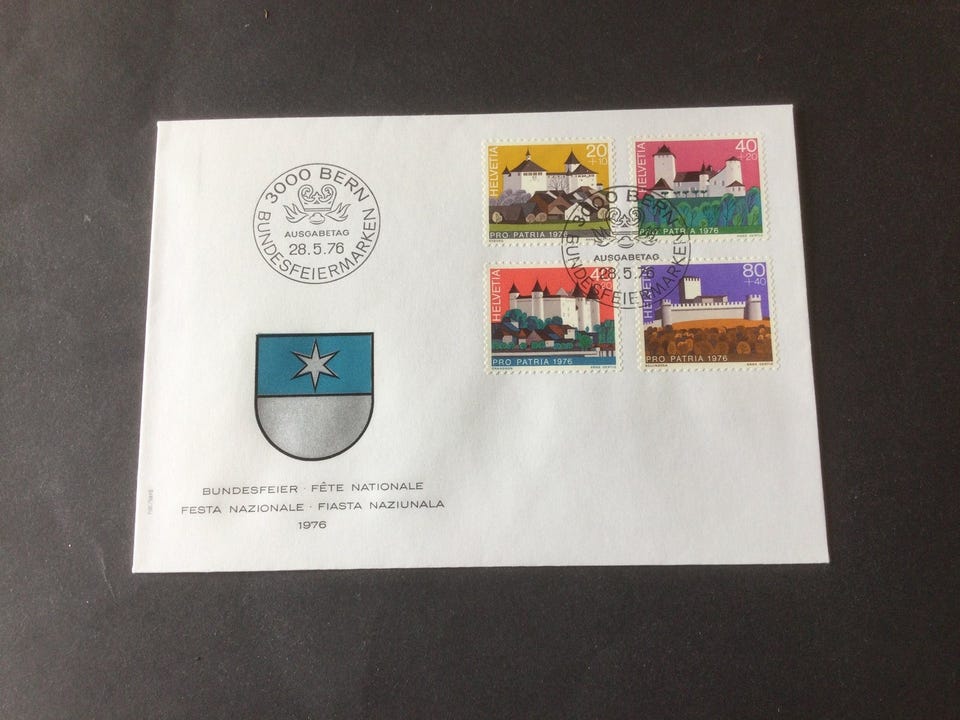 3000 BERN
AUSGABETAG
28.5.76
BUNDESFEIERMARKEN
HELVETIA
20
+10
PRO PATRIA 1976
HELVETIA
40
+20
PRO PATRIA 1976
3000 BERN
AUSGABETAG
28.5.76
BUNDESFEIERMARKEN
HELVETIA
PRO PATRIA 1976
GRANDSON
HELVETIA
80
+40
PRO PATRIA 1976
BUNDESFEIER · FÊTE NATIONALE
FESTA NAZIONALE · FIASTA NAZIUNALA
1976